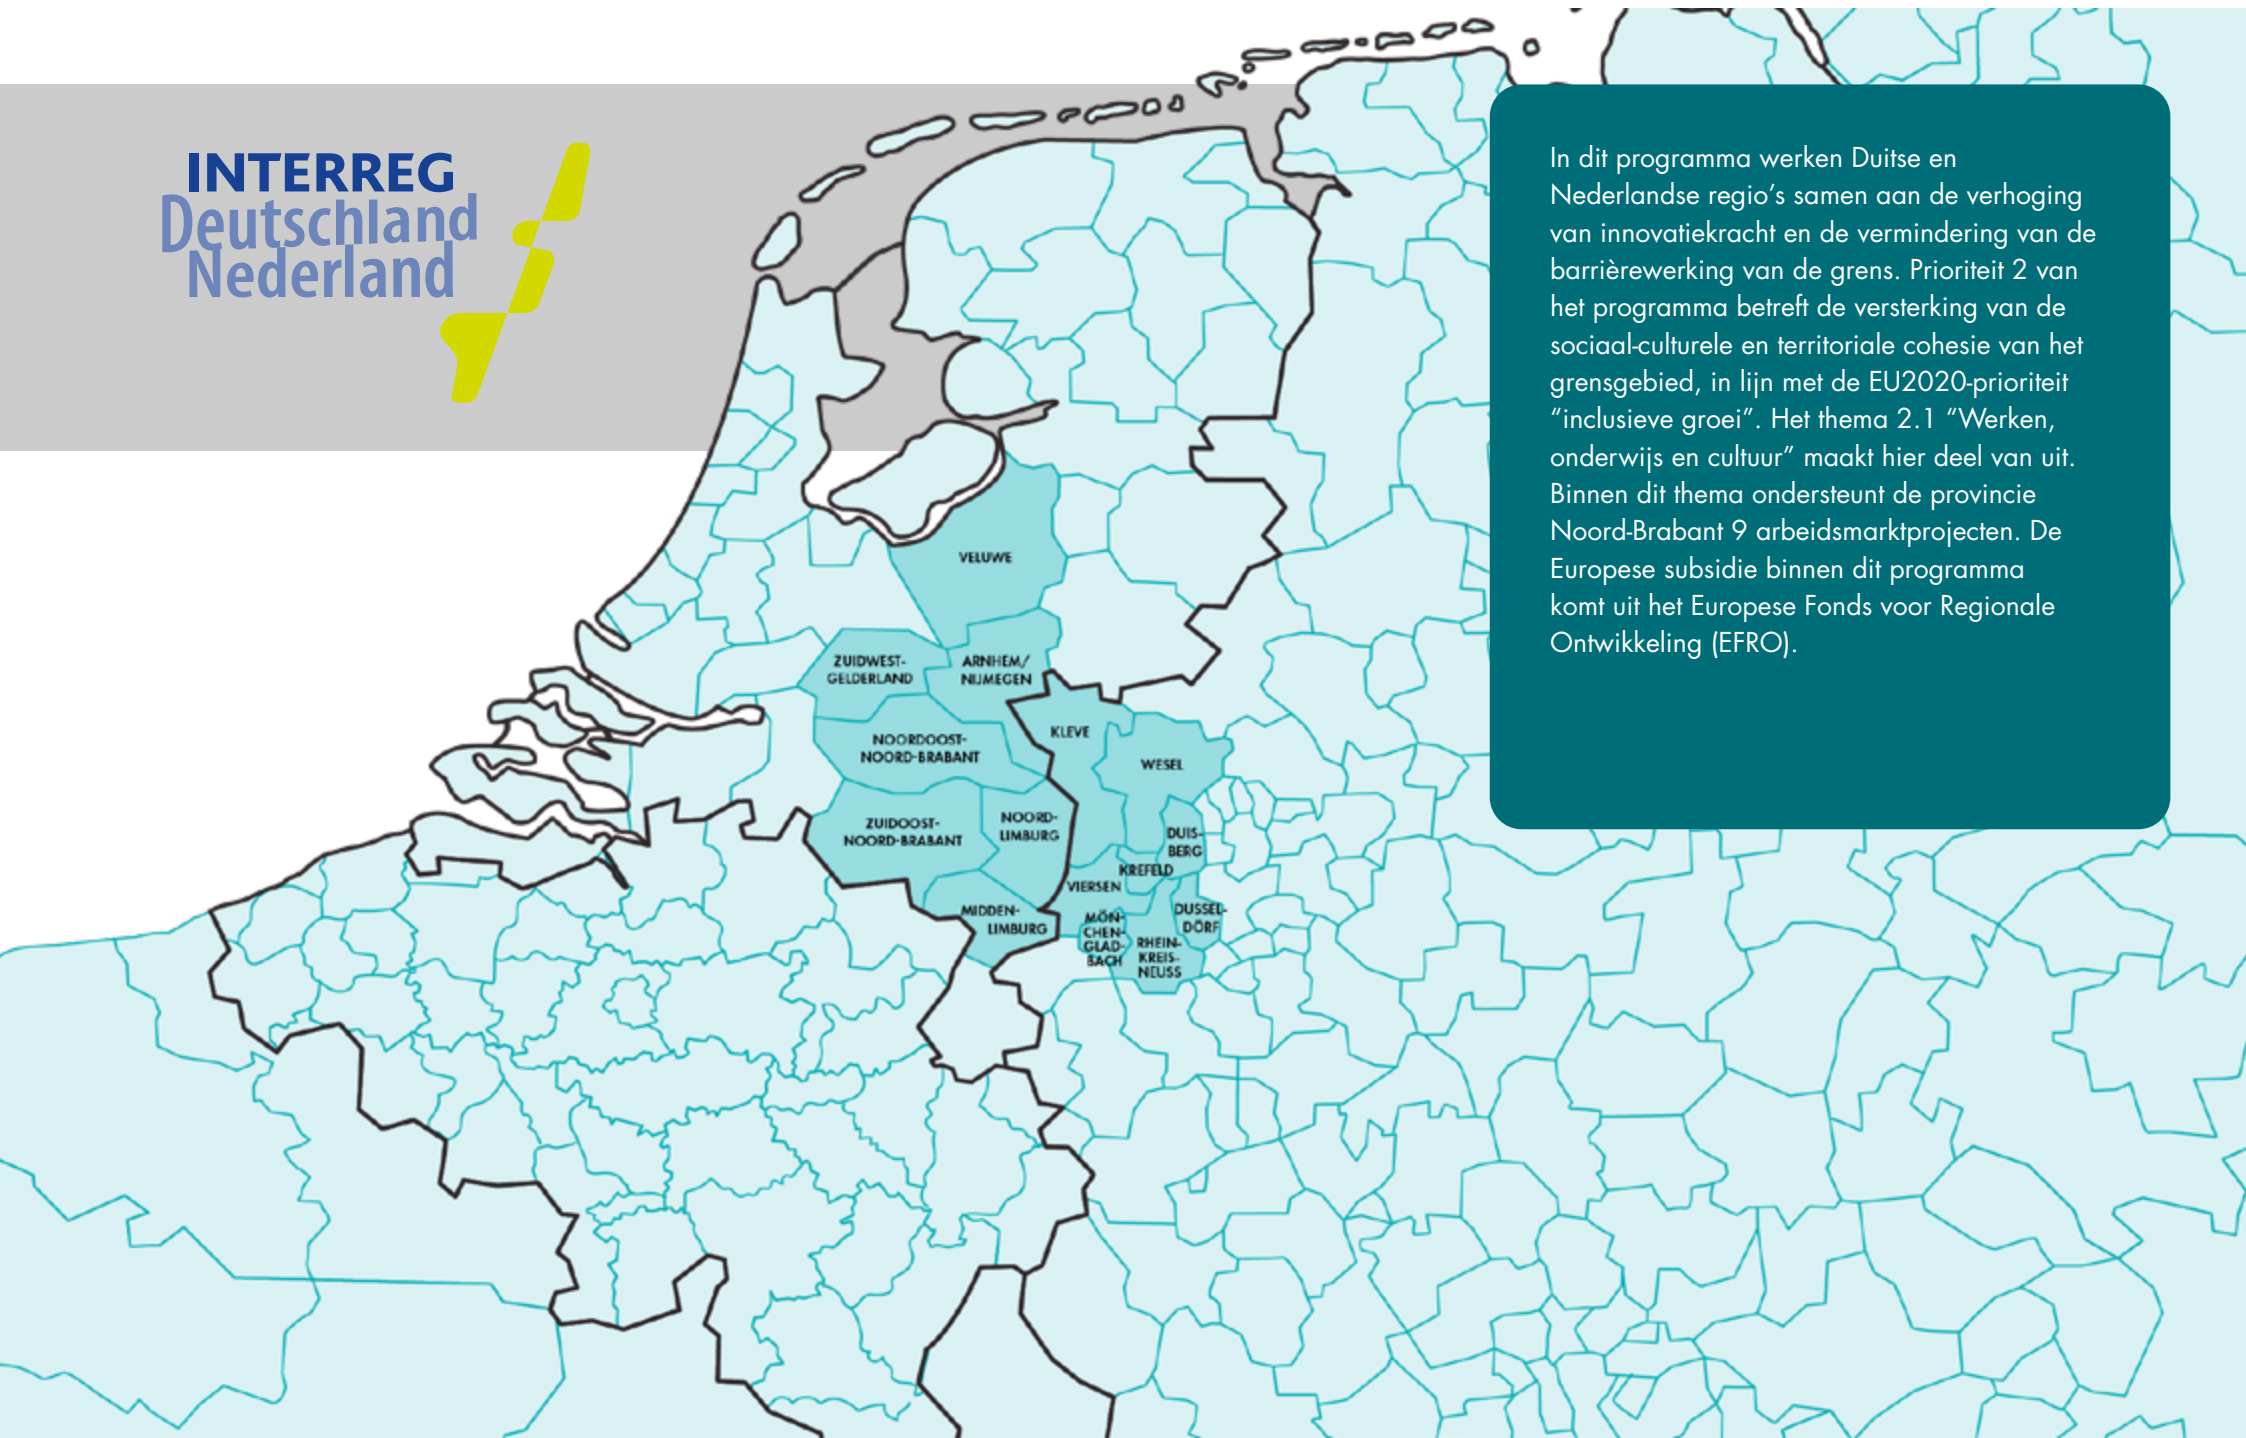 INTERREG
Deutschland
Nederland
In dit programma werken Duitse en
Nederlandse regio’s samen aan de verhoging
van innovatiekracht en de vermindering van de
barrièrewerking van de grens. Prioriteit 2 van
het programma betreft de versterking van de
sociaal-culturele en territoriale cohesie van het
grensgebied, in lijn met de EU2020-prioriteit
“inclusieve groei”. Het thema 2.1 “Werken,
onderwijs en cultuur” maakt hier deel van uit.
Binnen dit thema ondersteunt de provincie
Noord-Brabant 9 arbeidsmarktprojecten. De
Europese subsidie binnen dit programma
komt uit het Europese Fonds voor Regionale
Ontwikkeling (EFRO).
VELUWE
ZUIDWEST-
GELDERLAND
ARNHEM/
NIJMEGEN
KLEVE
NOORDOOST-
NOORD-BRABANT
WESEL
ZUIDOOST-
NOORD-BRABANT
NOORD-
LIMBURG
DUIS-
BERG
KREFELD
VIERSEN
MIDDEN-
LIMBURG
MÖN-
CHEN-
GLAD-
BACH
DUSSEL-
DÖRF
RHEIN-
KREIS-
NEUSS